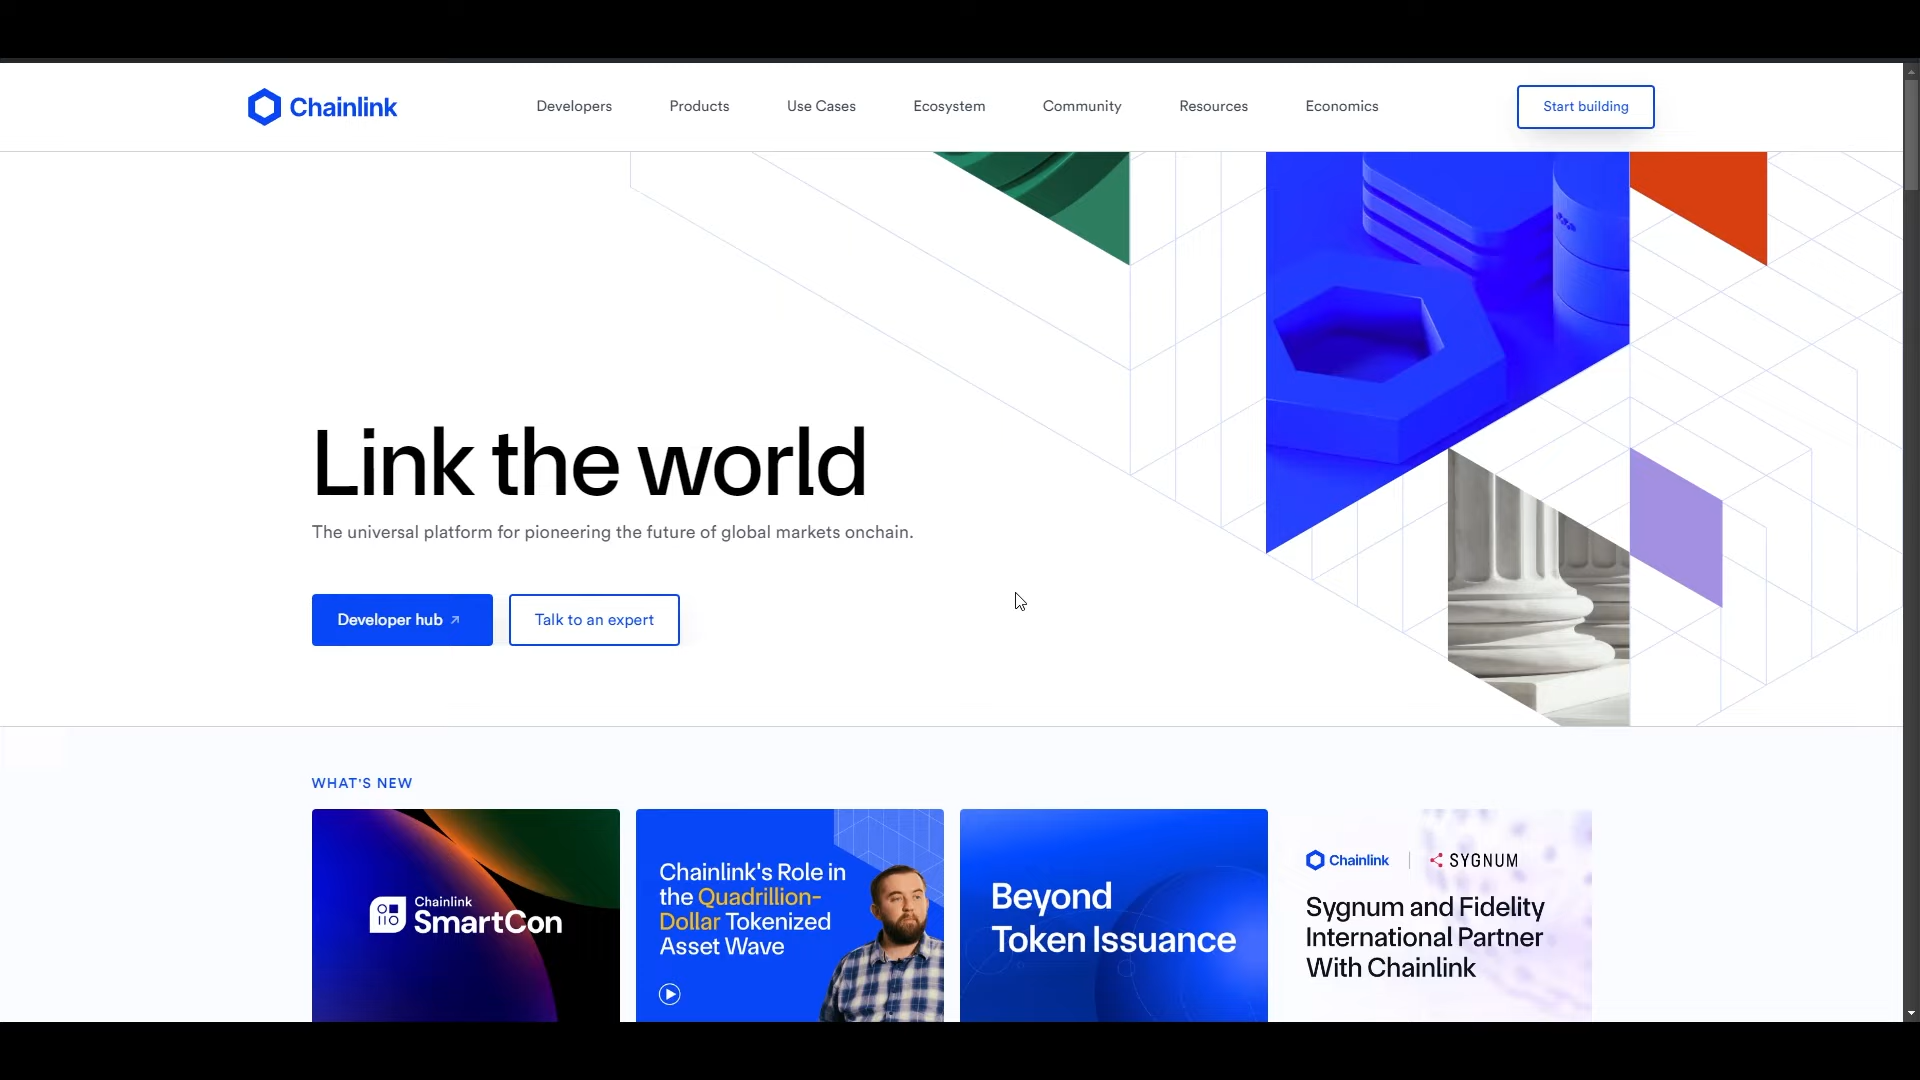 Chainlink
Developers
Products
Use Cases
Ecosystem
Community
Resources
Economics
Start building
Link the world
The universal platform for pioneering the future of global markets onchain.
Developer hub
Talk to an expert
WHAT'S NEW
Chainlink
SmartCon
Chainlink's Role in
the Quadrillion-
Dollar Tokenized
Asset Wave
Beyond
Token Issuance
Chainlink
SYGNUM
Sygnum and Fidelity
International Partner
With Chainlink